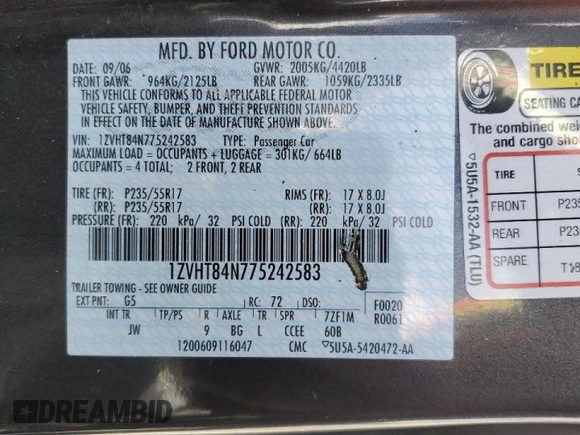 MFD. BY FORD MOTOR CO.
DATE: 09/06 GVWR: 2005KG/4420LB
FRONT GAWR: 964KG/2125LB REAR GAWR: 1059KG/2335LB
THIS VEHICLE CONFORMS TO ALL APPLICABLE FEDERAL MOTOR
VEHICLE SAFETY, BUMPER, AND THEFT PREVENTION STANDARDS
IN EFFECT ON THE DATE OF MANUFACTURE SHOWN ABOVE.
VIN: 1ZVHT84N775242583 TYPE: Passenger Car
MAXIMUM LOAD = OCCUPANTS + LUGGAGE = 301KG/664LB
OCCUPANTS = 4 TOTAL; 2 FRONT, 2 REAR
TIRE (FR): P235/55R17 RIMS (FR): 17 X 8.0J
(RR): P235/55R17 (RR): 17 X 8.0J
PRESSURE (FR): 220 kPa/ 32 PSI COLD (RR): 220 kPa/ 32 PSI COLD
1ZVHT84N775242583
TRAILER TOWING - SEE OWNER GUIDE
EXT PNT: G5 RC: 72 DSO: F0020
INT TR TP/PS R AXLE TR SPR 7ZF1M R0061
JW 9 BG L CCEE 60B
1200609116047 CMC ▽5U5A-5420472-AA
TIRE
SEATING CA
The combined wei
and cargo shou
TIRE S
FRONT P235
REAR P235
SPARE T18
▽5U5A-1532-AA (TLU)
DREAMBID